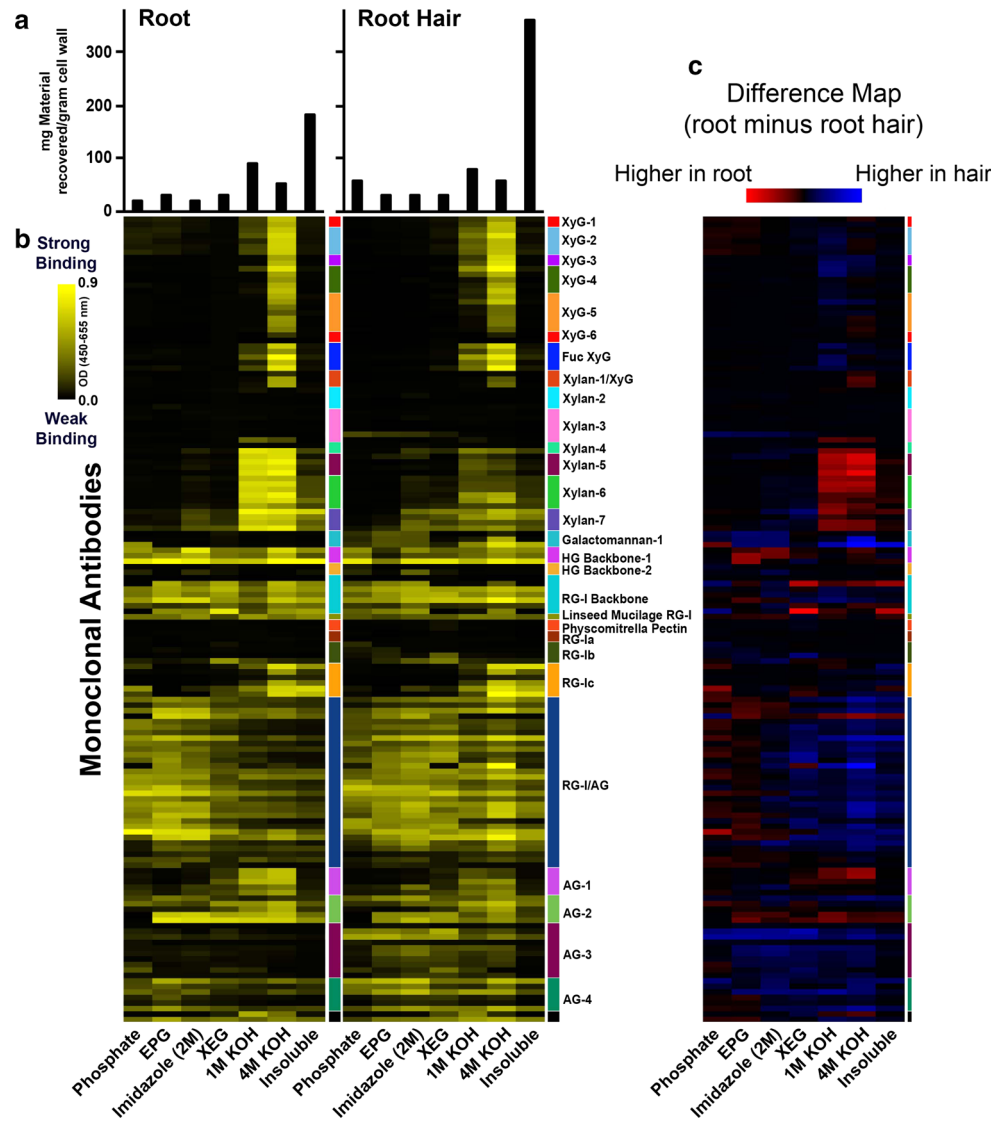 a
Root
Root Hair
mg Material
recovered/gram cell wall
300
200
100
0
c
Difference Map
(root minus root hair)
Higher in root
Higher in hair
b
Strong
Binding
0.9
OD (450-655 nm)
0.0
Weak
Binding
Monoclonal Antibodies
XyG-1
XyG-2
XyG-3
XyG-4
XyG-5
XyG-6
Fuc XyG
Xylan-1/XyG
Xylan-2
Xylan-3
Xylan-4
Xylan-5
Xylan-6
Xylan-7
Galactomannan-1
HG Backbone-1
HG Backbone-2
RG-I Backbone
Linseed Mucilage RG-I
Physcomitrella Pectin
RG-Ia
RG-Ib
RG-Ic
RG-I/AG
AG-1
AG-2
AG-3
AG-4
Phosphate
EPG
Imidazole (2M)
XEG
1M KOH
4M KOH
Insoluble
Phosphate
EPG
Imidazole (2M)
XEG
1M KOH
4M KOH
Insoluble
Phosphate
EPG
Imidazole (2M)
XEG
1M KOH
4M KOH
Insoluble